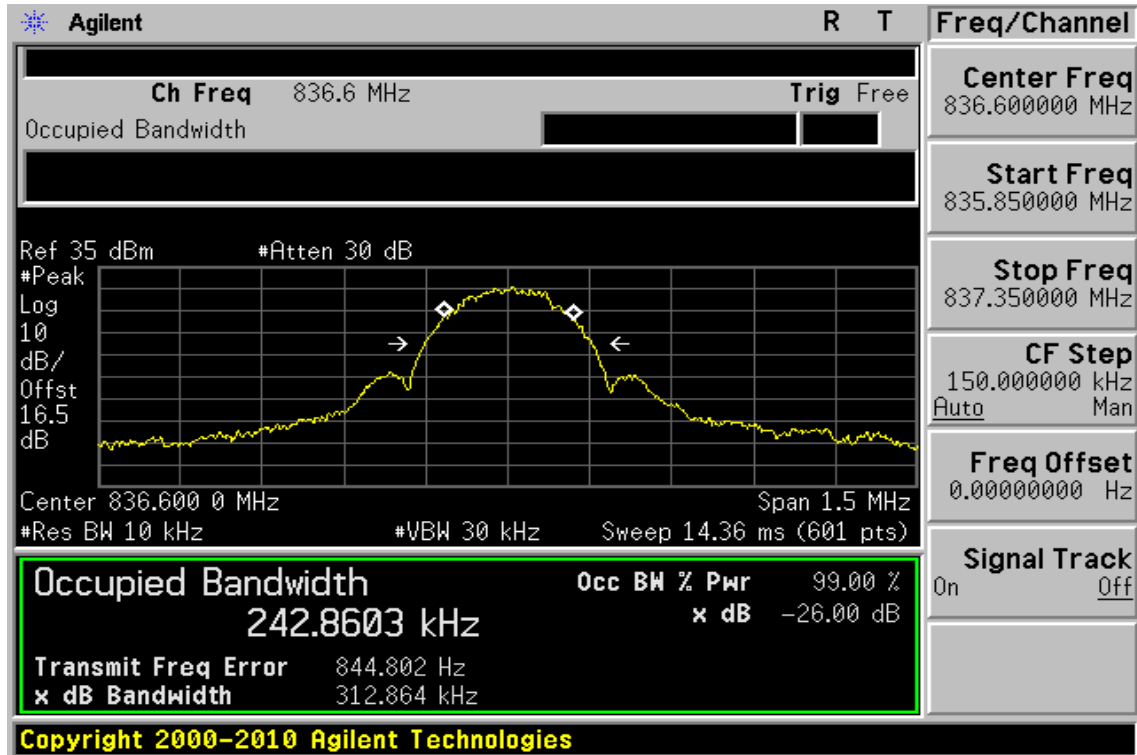 Agilent R T
Freq/Channel
Ch Freq 836.6 MHz Trig Free
Occupied Bandwidth
Center Freq
836.600000 MHz
Start Freq
835.850000 MHz
Stop Freq
837.350000 MHz
CF Step
150.000000 kHz
Auto Man
Freq Offset
0.00000000 Hz
Signal Track
On Off
Ref 35 dBm #Atten 30 dB
#Peak
Log
10
dB/
Offst
16.5
dB
Center 836.600 0 MHz Span 1.5 MHz
#Res BW 10 kHz #VBW 30 kHz Sweep 14.36 ms (601 pts)
Occupied Bandwidth Occ BW % Pwr 99.00 %
242.8603 kHz x dB -26.00 dB
Transmit Freq Error 844.802 Hz
x dB Bandwidth 312.864 kHz
Copyright 2000-2010 Agilent Technologies